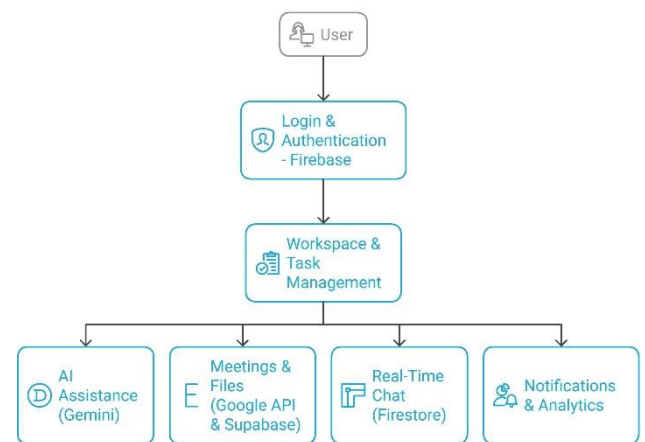 User
Login &
Authentication
- Firebase
Workspace &
Task
Management
AI
Assistance
(Gemini)
Meetings &
Files
(Google API
& Supabase)
Real-Time
Chat
(Firestore)
Notifications
& Analytics